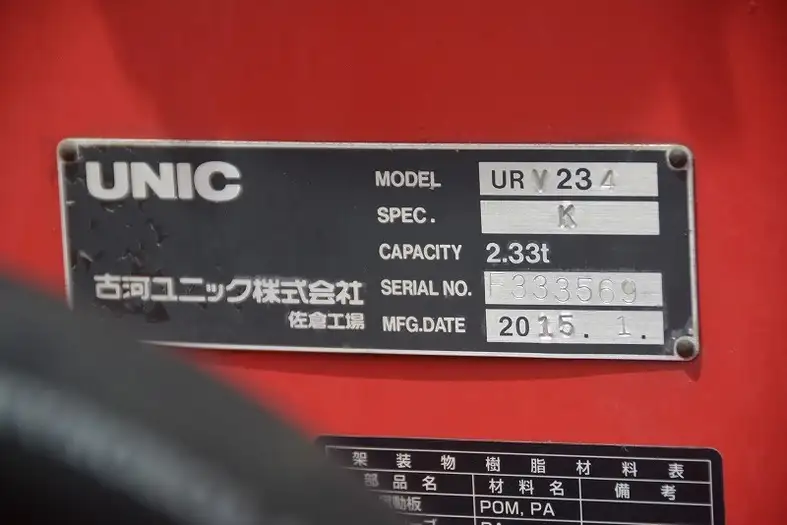 UNIC
MODEL URV234
SPEC. K
CAPACITY 2.33t
古河ユニック株式会社 SERIAL NO. F333569
佐倉工場 MFG.DATE 2015. 1.
架装物樹脂材料表
部品名 材料名 備考
動板 POM, PA